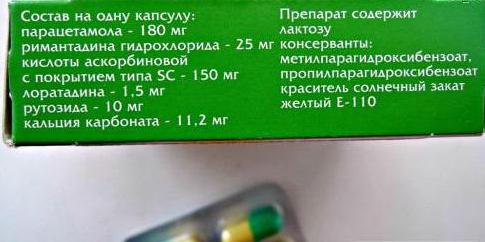 Состав на одну капсулу:
парацетамола - 180 мг
римантадина гидрохлорида - 25 мг
кислоты аскорбиновой
с покрытием типа SC - 150 мг
лоратадина - 1,5 мг
рутозида - 10 мг
кальция карбоната - 11,2 мг
Препарат содержит
лактозу
консерванты:
метилпарагидроксибензоат,
пропилпарагидроксибензоат
краситель солнечный закат
желтый Е-110